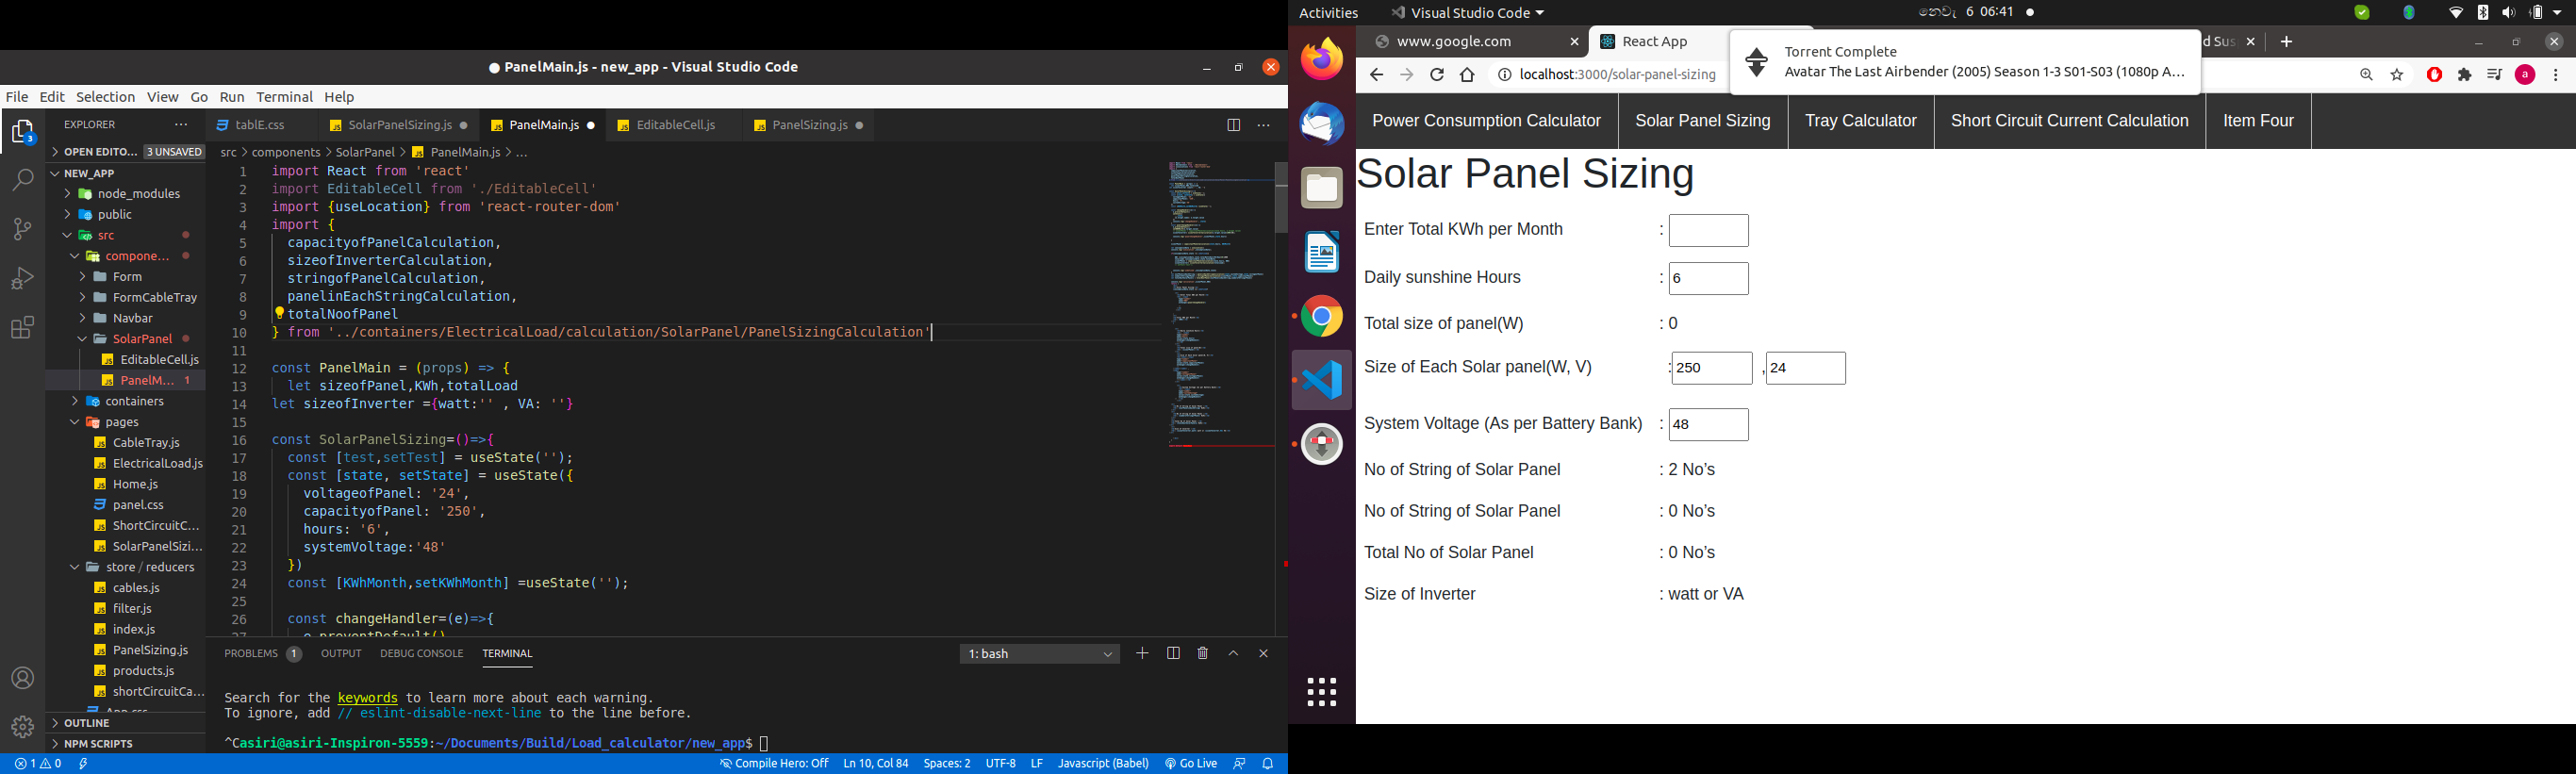 ● PanelMain.js - new_app - Visual Studio Code
File Edit Selection View Go Run Terminal Help
EXPLORER
OPEN EDITO... 3 UNSAVED
NEW_APP
node_modules
public
src
compone...
Form
FormCableTray
Navbar
SolarPanel
EditableCell.js
PanelM... 1
containers
pages
CableTray.js
ElectricalLoad.js
Home.js
panel.css
ShortCircuitC...
SolarPanelSizi...
store / reducers
cables.js
filter.js
index.js
PanelSizing.js
products.js
shortCircuitCa...
App.css
OUTLINE
NPM SCRIPTS
tablE.css SolarPanelSizing.js ● PanelMain.js ● EditableCell.js PanelSizing.js ●
src > components > SolarPanel > PanelMain.js > ...
1 import React from 'react'
2 import EditableCell from './EditableCell'
3 import {useLocation} from 'react-router-dom'
4 import {
5 capacityofPanelCalculation,
6 sizeofInverterCalculation,
7 stringofPanelCalculation,
8 panelinEachStringCalculation,
9 totalNoofPanel
10 } from '../containers/ElectricalLoad/calculation/SolarPanel/PanelSizingCalculation'
11
12 const PanelMain = (props) => {
13 let sizeofPanel,KWh,totalLoad
14 let sizeofInverter ={watt:'' , VA: ''}
15
16 const SolarPanelSizing=()=>{
17 const [test,setTest] = useState('');
18 const [state, setState] = useState({
19 voltageofPanel: '24',
20 capacityofPanel: '250',
21 hours: '6',
22 systemVoltage:'48'
23 })
24 const [KWhMonth,setKWhMonth] =useState('');
25
26 const changeHandler=(e)=>{
27 e.preventDefault()
PROBLEMS 1 OUTPUT DEBUG CONSOLE TERMINAL 1: bash
Search for the keywords to learn more about each warning.
To ignore, add // eslint-disable-next-line to the line before.
^Casiri@asiri-Inspiron-5559:~/Documents/Build/Load_calculator/new_app$
1 0 Compile Hero: Off Ln 10, Col 84 Spaces: 2 UTF-8 LF Javascript (Babel) Go Live
Activities Visual Studio Code නෙවැ 6 06:41 ●
www.google.com React App d Sus
Torrent Complete
Avatar The Last Airbender (2005) Season 1-3 S01-S03 (1080p A...
localhost:3000/solar-panel-sizing a
Power Consumption Calculator Solar Panel Sizing Tray Calculator Short Circuit Current Calculation Item Four
Solar Panel Sizing
Enter Total KWh per Month :
Daily sunshine Hours : 6
Total size of panel(W) : 0
Size of Each Solar panel(W, V) : 250 , 24
System Voltage (As per Battery Bank) : 48
No of String of Solar Panel : 2 No’s
No of String of Solar Panel : 0 No’s
Total No of Solar Panel : 0 No’s
Size of Inverter : watt or VA